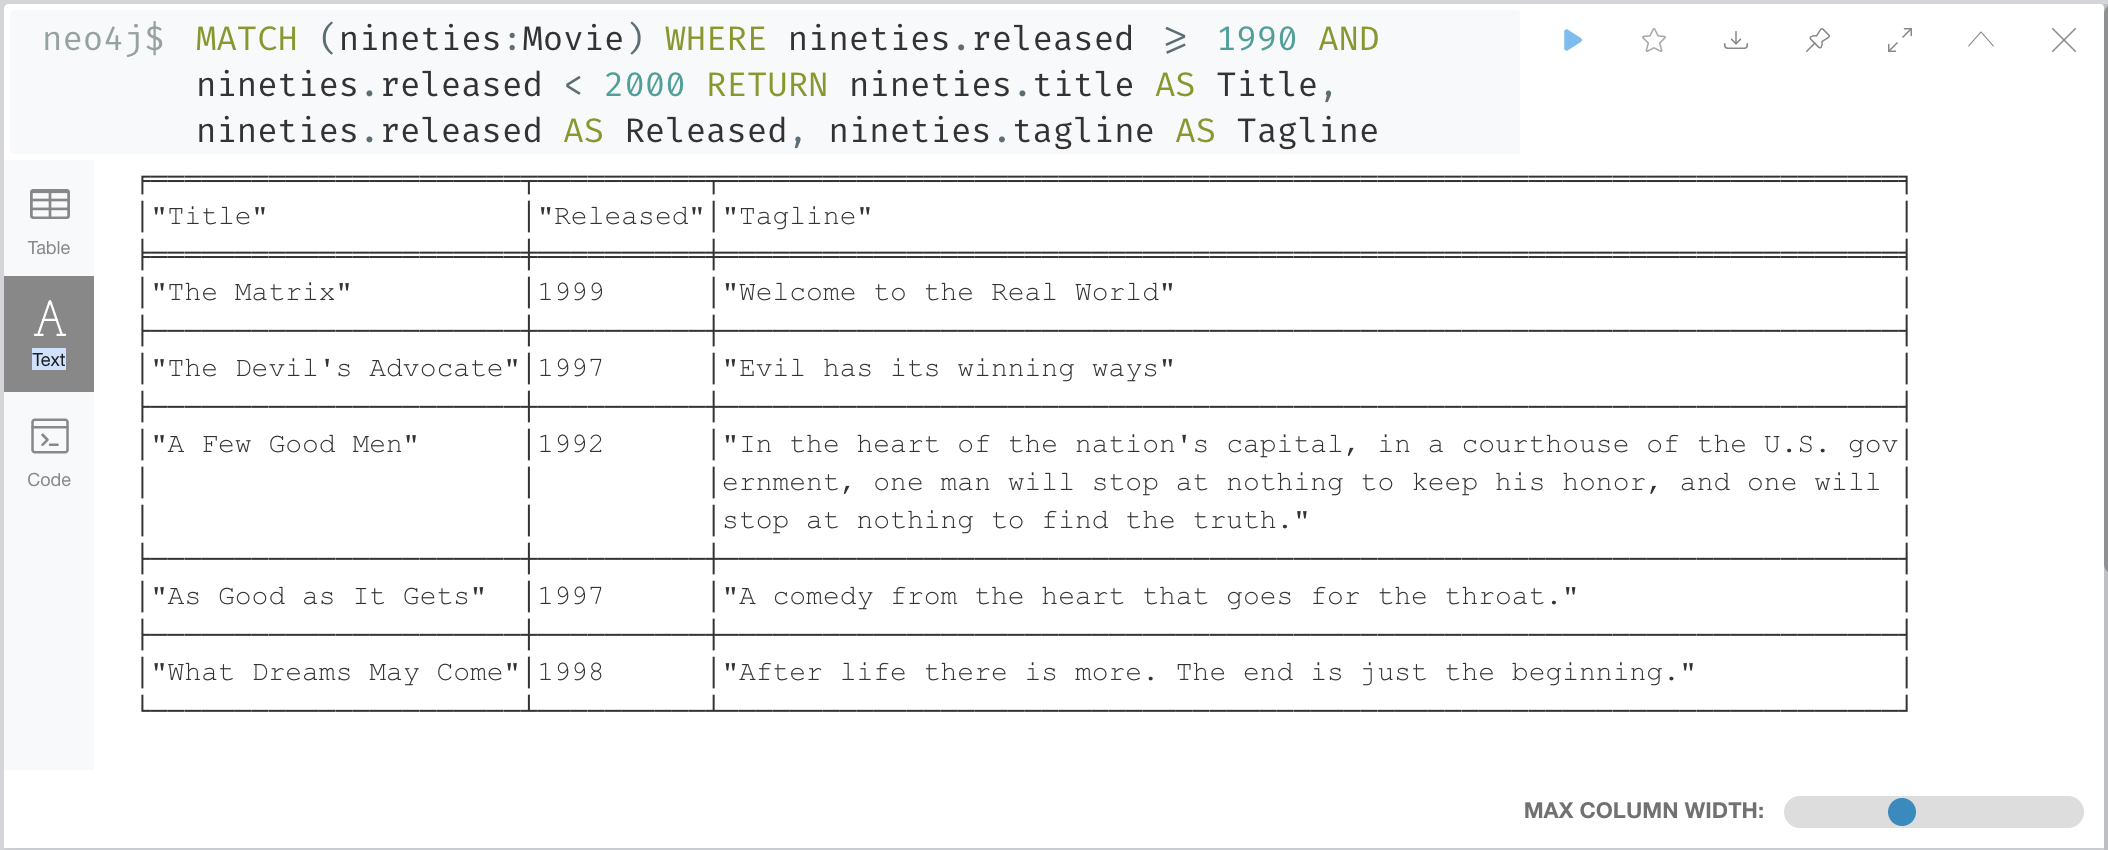 neo4j$ MATCH (nineties:Movie) WHERE nineties.released ≥ 1990 AND
nineties.released < 2000 RETURN nineties.title AS Title,
nineties.released AS Released, nineties.tagline AS Tagline
Table
Text
Code
"Title" "Released" "Tagline"
"The Matrix" 1999 "Welcome to the Real World"
"The Devil's Advocate" 1997 "Evil has its winning ways"
"A Few Good Men" 1992 "In the heart of the nation's capital, in a courthouse of the U.S. gov
ernment, one man will stop at nothing to keep his honor, and one will
stop at nothing to find the truth."
"As Good as It Gets" 1997 "A comedy from the heart that goes for the throat."
"What Dreams May Come" 1998 "After life there is more. The end is just the beginning."
MAX COLUMN WIDTH: